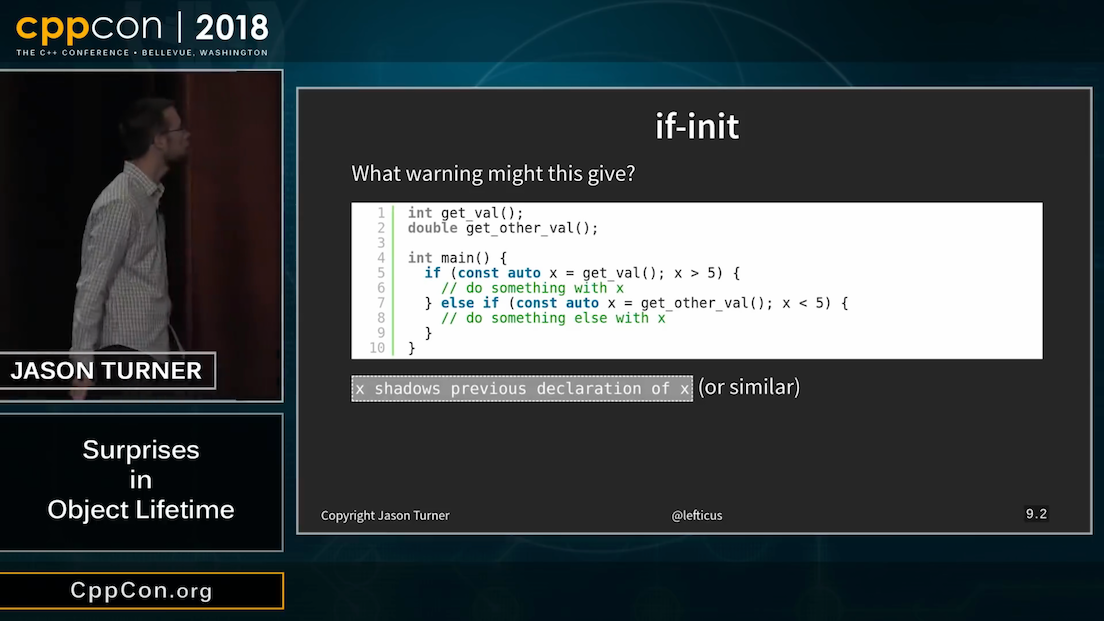 cppcon | 2018
THE C++ CONFERENCE • BELLEVUE, WASHINGTON
JASON TURNER
Surprises
in
Object Lifetime
CppCon.org
if-init
What warning might this give?
1 int get_val();
2 double get_other_val();
3
4 int main() {
5 if (const auto x = get_val(); x > 5) {
6 // do something with x
7 } else if (const auto x = get_other_val(); x < 5) {
8 // do something else with x
9 }
10 }
x shadows previous declaration of x (or similar)
Copyright Jason Turner
@lefticus
9.2